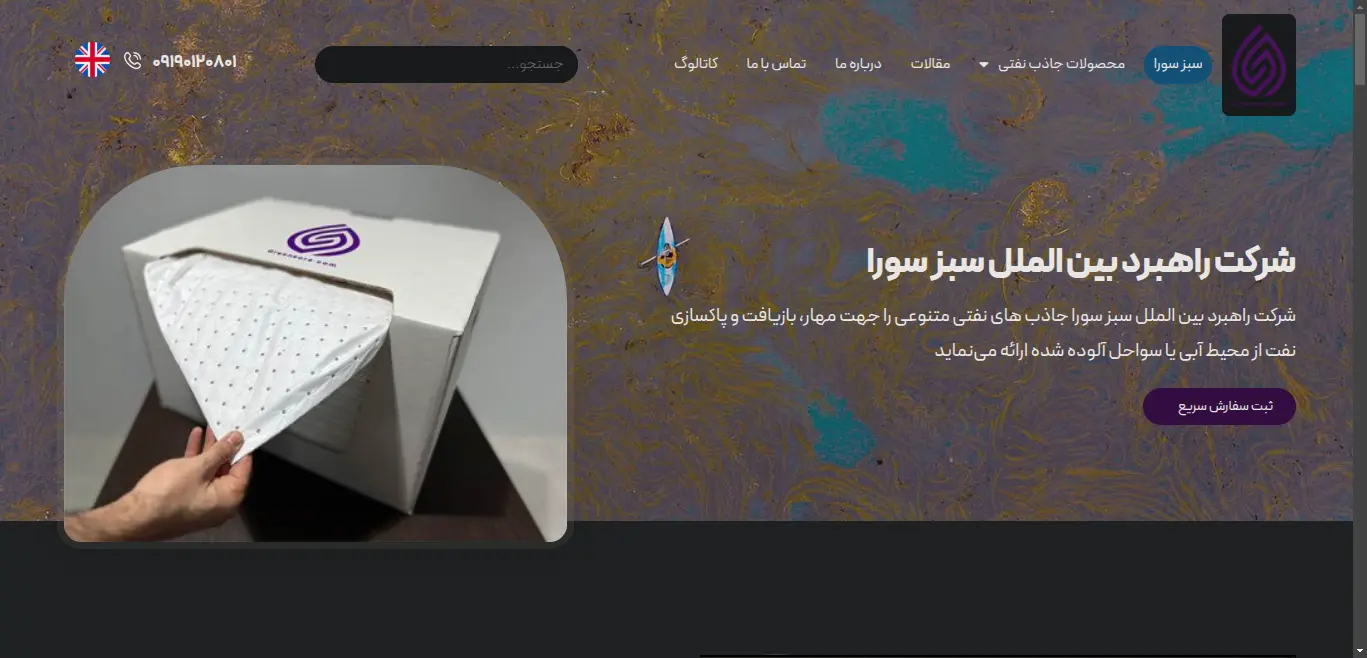 سبز سورا
محصولات جاذب نفتی
مقالات
درباره ما
تماس با ما
کاتالوگ
جستجو...
۰۹۱۹۰۱۲۰۸۰۱
شرکت راهبرد بین الملل سبز سورا
شرکت راهبرد بین الملل سبز سورا جاذب های نفتی متنوعی را جهت مهار، بازیافت و پاکسازی
نفت از محیط آبی یا سواحل آلوده شده ارائه می‌نماید
ثبت سفارش سریع
Greensora.com